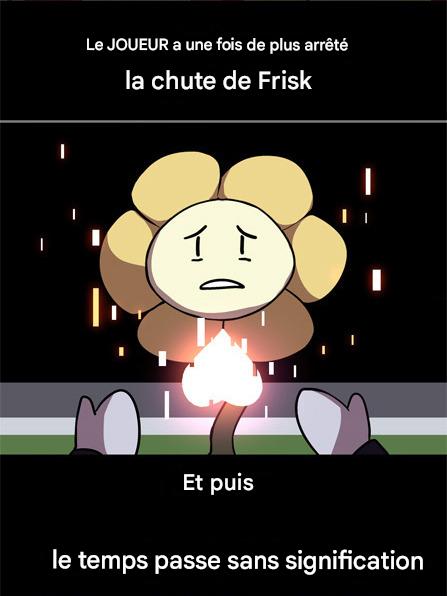 Le JOUEUR a une fois de plus arrêté
la chute de Frisk
Et puis
le temps passe sans signification